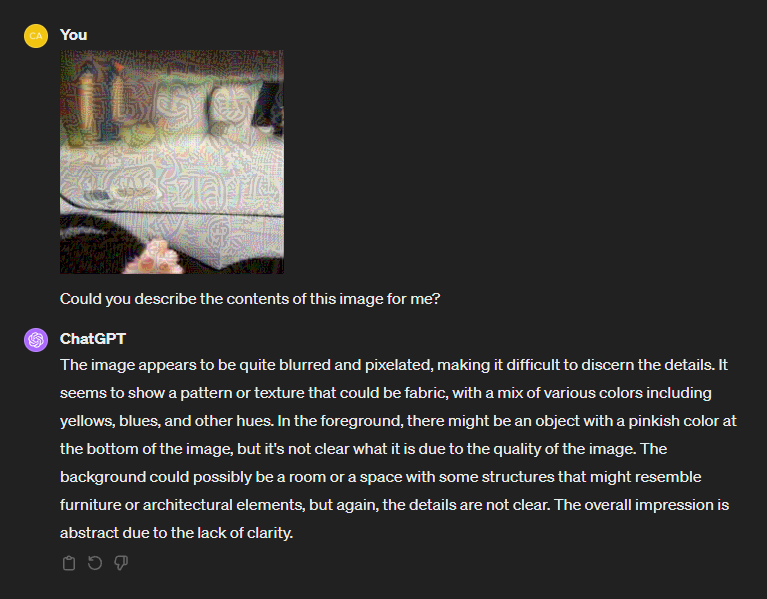 CA
You
Could you describe the contents of this image for me?
ChatGPT
The image appears to be quite blurred and pixelated, making it difficult to discern the details. It
seems to show a pattern or texture that could be fabric, with a mix of various colors including
yellows, blues, and other hues. In the foreground, there might be an object with a pinkish color at
the bottom of the image, but it's not clear what it is due to the quality of the image. The
background could possibly be a room or a space with some structures that might resemble
furniture or architectural elements, but again, the details are not clear. The overall impression is
abstract due to the lack of clarity.